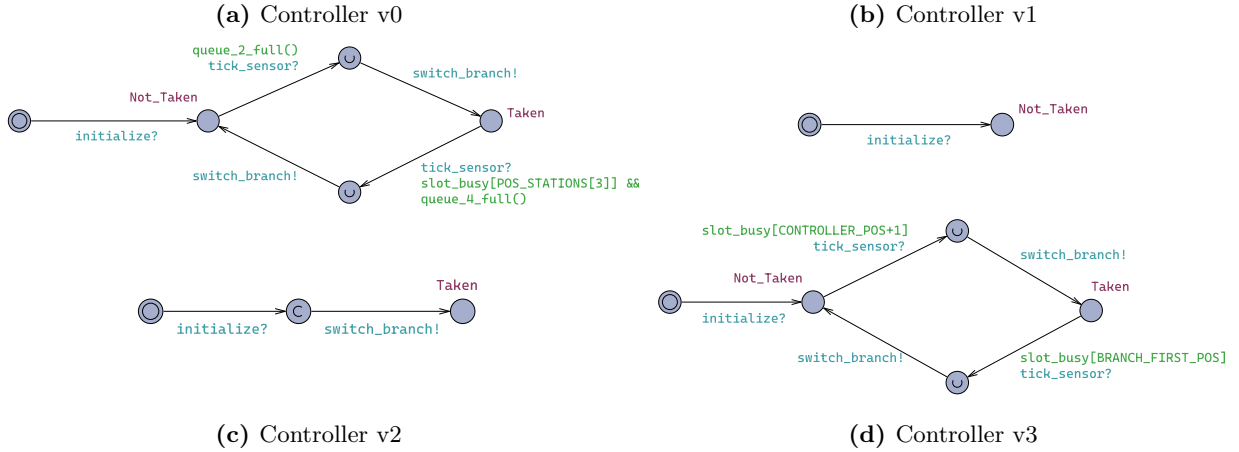 (a) Controller v0
(b) Controller v1
queue_2_full()
tick_sensor?
switch_branch!
Not_Taken
Taken
initialize?
switch_branch!
tick_sensor?
slot_busy[POS_STATIONS[3]] &&
queue_4_full()
Not_Taken
initialize?
Taken
initialize?
C
switch_branch!
slot_busy[CONTROLLER_POS+1]
tick_sensor?
switch_branch!
Not_Taken
Taken
initialize?
switch_branch!
slot_busy[BRANCH_FIRST_POS]
tick_sensor?
(c) Controller v2
(d) Controller v3